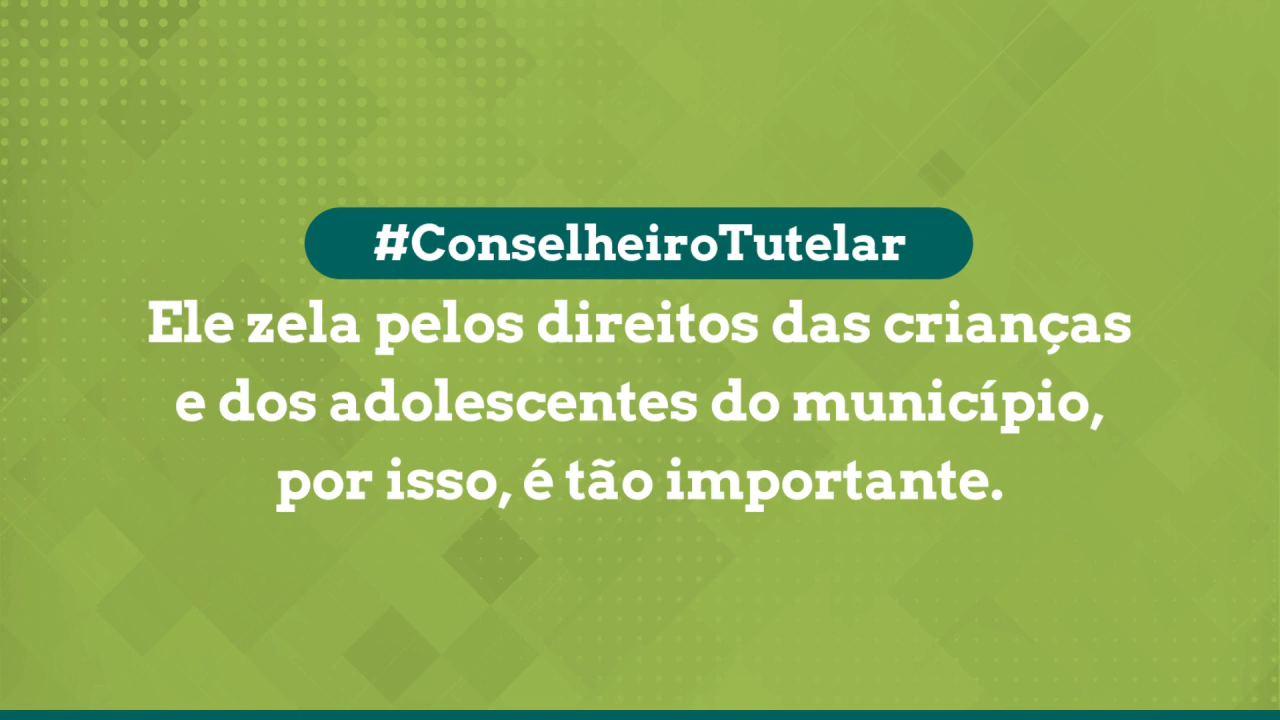 #ConselheiroTutelar
Ele zela pelos direitos das crianças
e dos adolescentes do município,
por isso, é tão importante.